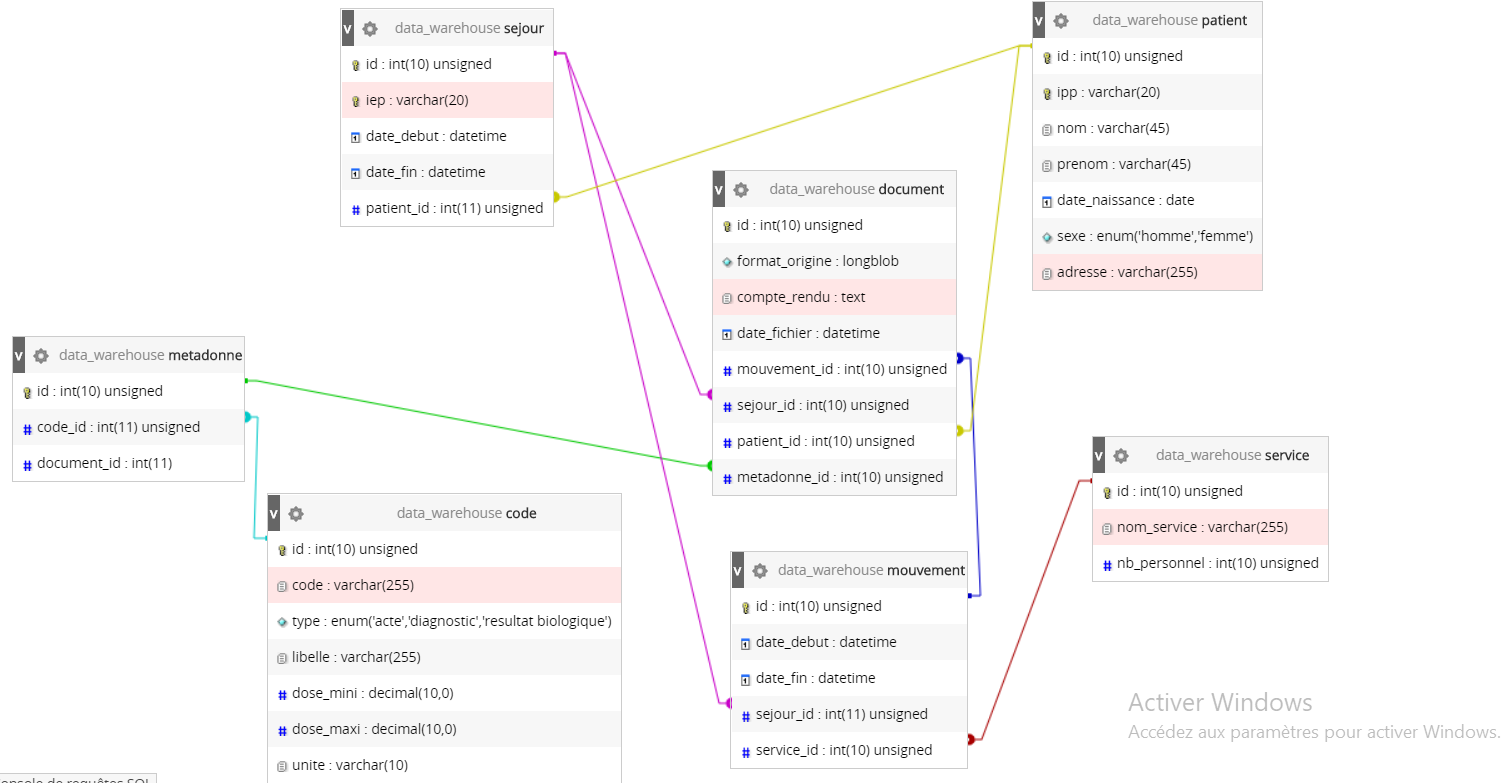 v data_warehouse sejour
id : int(10) unsigned
iep : varchar(20)
date_debut : datetime
date_fin : datetime
# patient_id : int(11) unsigned
v data_warehouse patient
id : int(10) unsigned
ipp : varchar(20)
nom : varchar(45)
prenom : varchar(45)
date_naissance : date
sexe : enum('homme','femme')
adresse : varchar(255)
v data_warehouse document
id : int(10) unsigned
format_origine : longblob
compte_rendu : text
date_fichier : datetime
# mouvement_id : int(10) unsigned
# sejour_id : int(10) unsigned
# patient_id : int(10) unsigned
# metadonne_id : int(10) unsigned
v data_warehouse metadonne
id : int(10) unsigned
# code_id : int(11) unsigned
# document_id : int(11)
v data_warehouse code
id : int(10) unsigned
code : varchar(255)
type : enum('acte','diagnostic','resultat biologique')
libelle : varchar(255)
# dose_mini : decimal(10,0)
# dose_maxi : decimal(10,0)
unite : varchar(10)
v data_warehouse mouvement
id : int(10) unsigned
date_debut : datetime
date_fin : datetime
# sejour_id : int(11) unsigned
# service_id : int(10) unsigned
v data_warehouse service
id : int(10) unsigned
nom_service : varchar(255)
# nb_personnel : int(10) unsigned
Activer Windows
Accédez aux paramètres pour activer Windows.
onsole de requêtes SQL